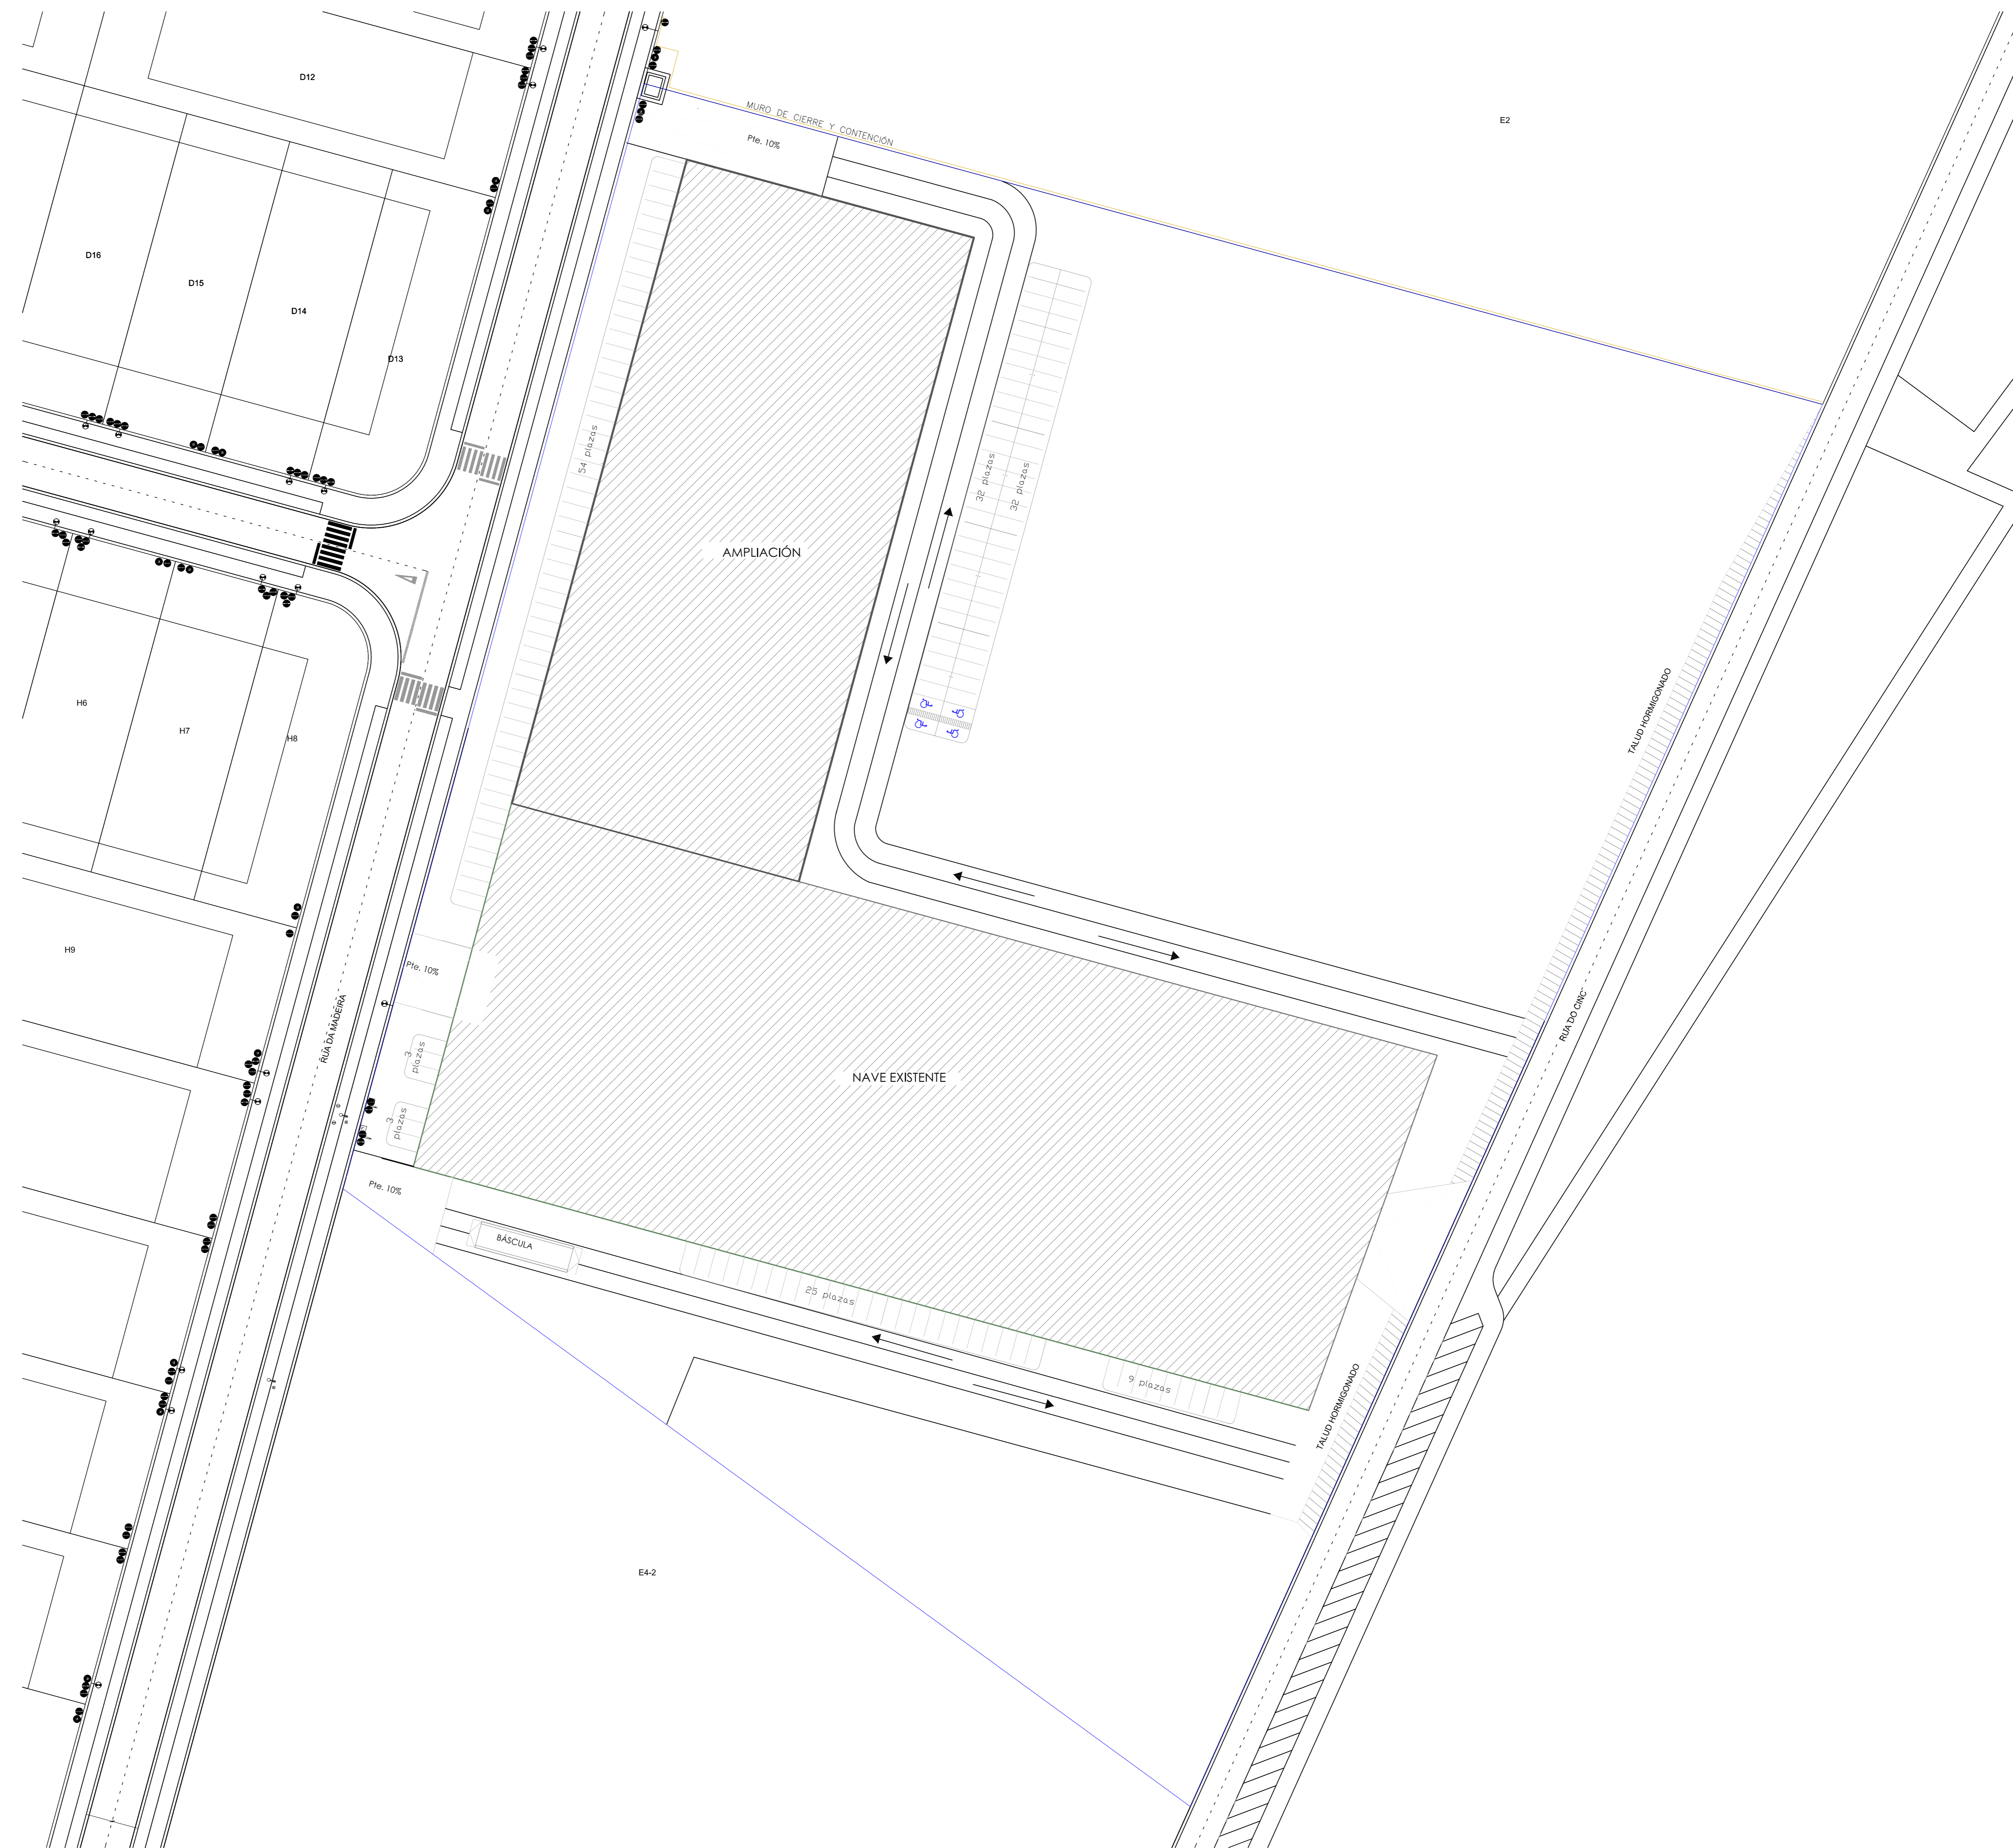 D12
MURO DE CIERRE Y CONTENCIÓN
Pte. 10%
E2
D16
D15
D14
D13
54 plazas
32 plazas
32 plazas
AMPLIACIÓN
H6
H7
H8
TALUD HORMIGONADO
H9
Pte. 10%
RUA DA MADEIRA
RUA DO CINC
3 plazas
NAVE EXISTENTE
3 plazas
Pte. 10%
BÁSCULA
25 plazas
9 plazas
TALUD HORMIGONADO
E4-2